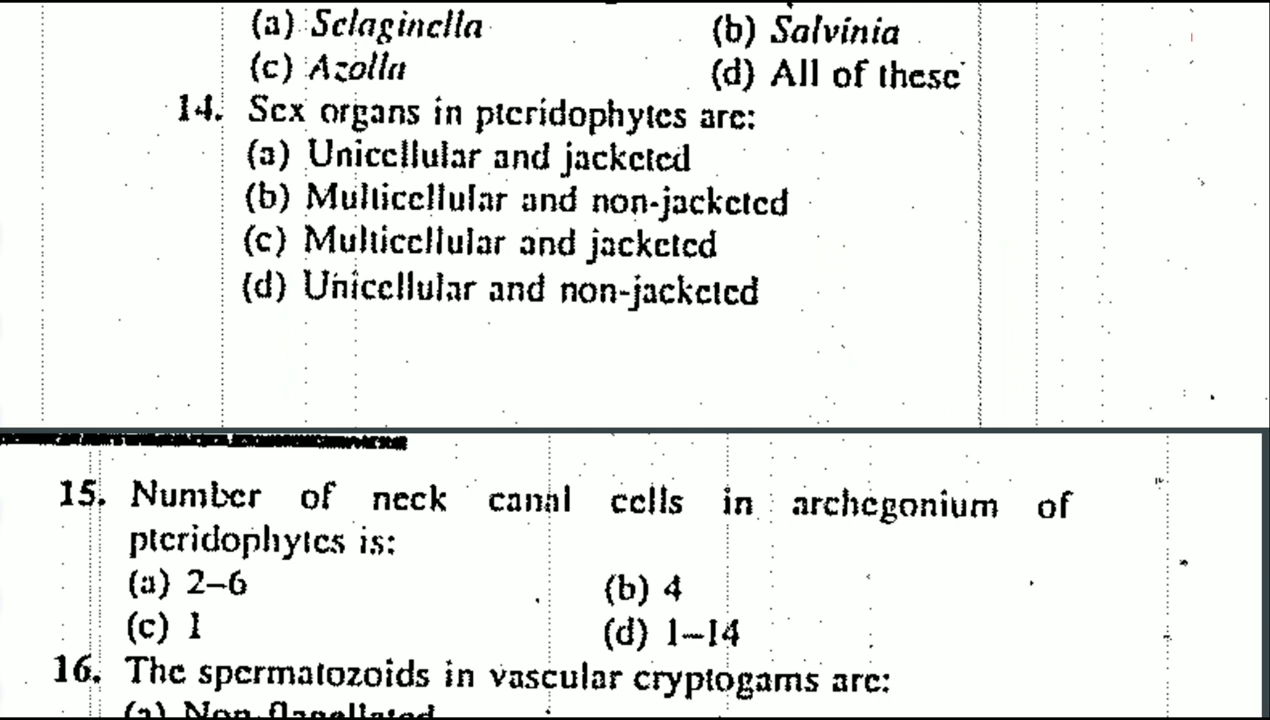 (a) Selaginella (b) Salvinia
(c) Azolla (d) All of these
14. Sex organs in pteridophytes are:
(a) Unicellular and jacketed
(b) Multicellular and non-jacketed
(c) Multicellular and jacketed
(d) Unicellular and non-jacketed
15. Number of neck canal cells in archegonium of
pteridophytes is:
(a) 2–6 (b) 4
(c) 1 (d) 1–14
16. The spermatozoids in vascular cryptogams are:
(a) Non-flagellated